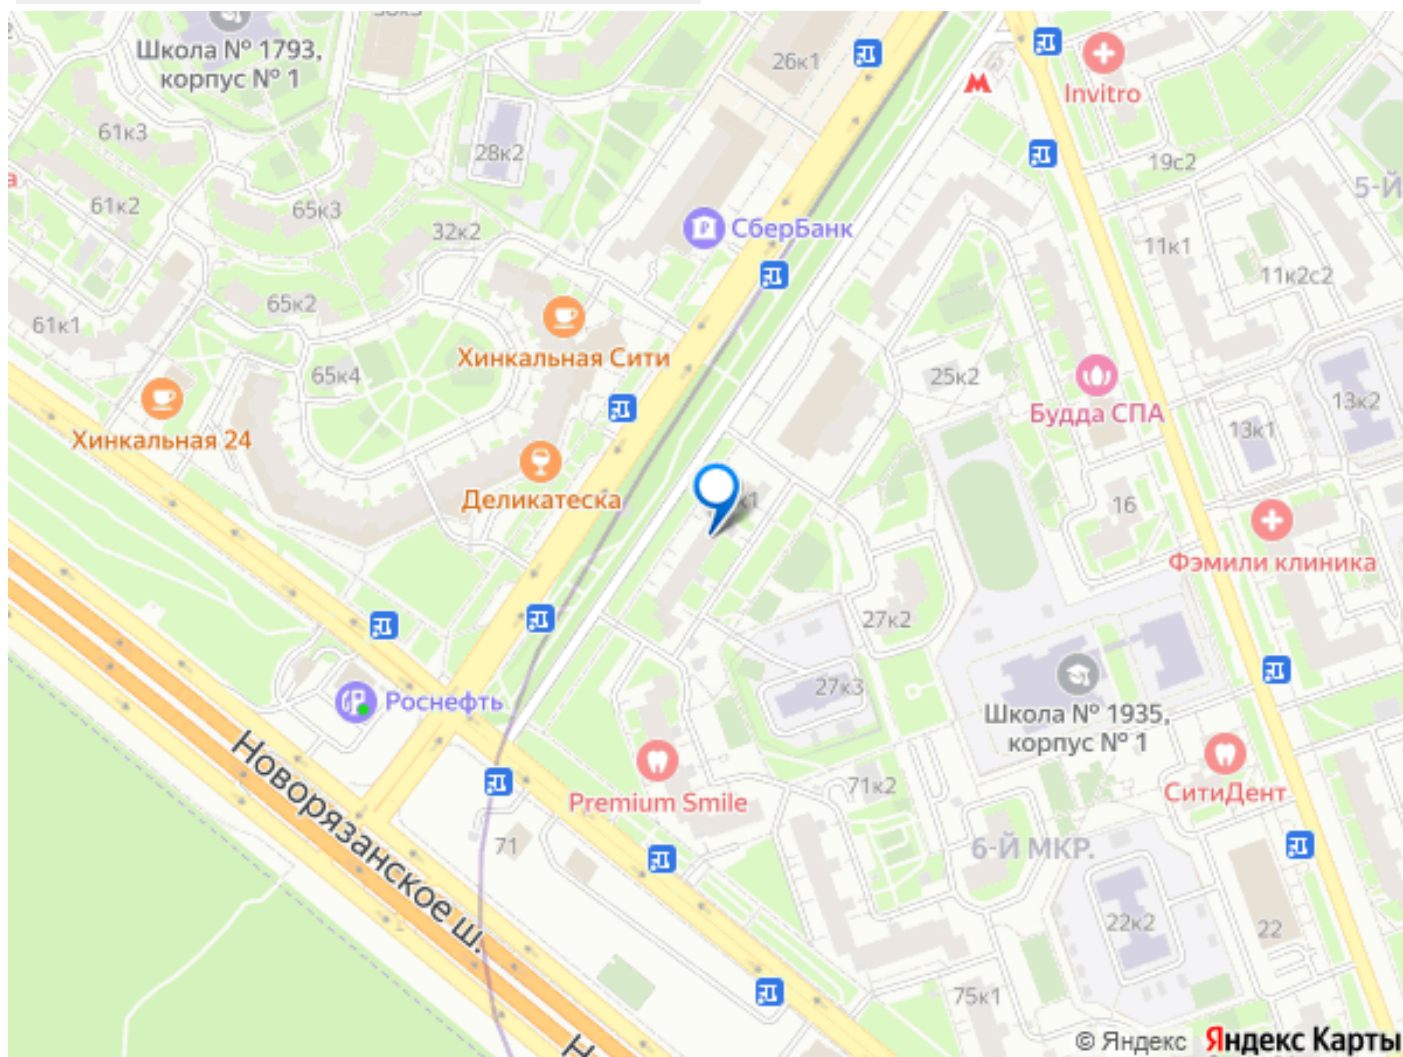 Школа № 1793,
корпус № 1
26к1
Invitro
61к3
28к2
19с2
5-Й
а
61к2
65к3
32к2
СберБанк
11к1
11к2с2
65к2
61к1
Хинкальная Сити
65к4
25к2
Будда СПА
13к2
Хинкальная 24
13к1
Деликатеска
к1
16
Фэмили клиника
27к2
27к3
Роснефть
Школа № 1935,
корпус № 1
Новорязанское ш.
Premium Smile
71к2
СитиДент
71
6-Й МКР.
22к2
22
75к1
Н
© Яндекс Яндекс Карты